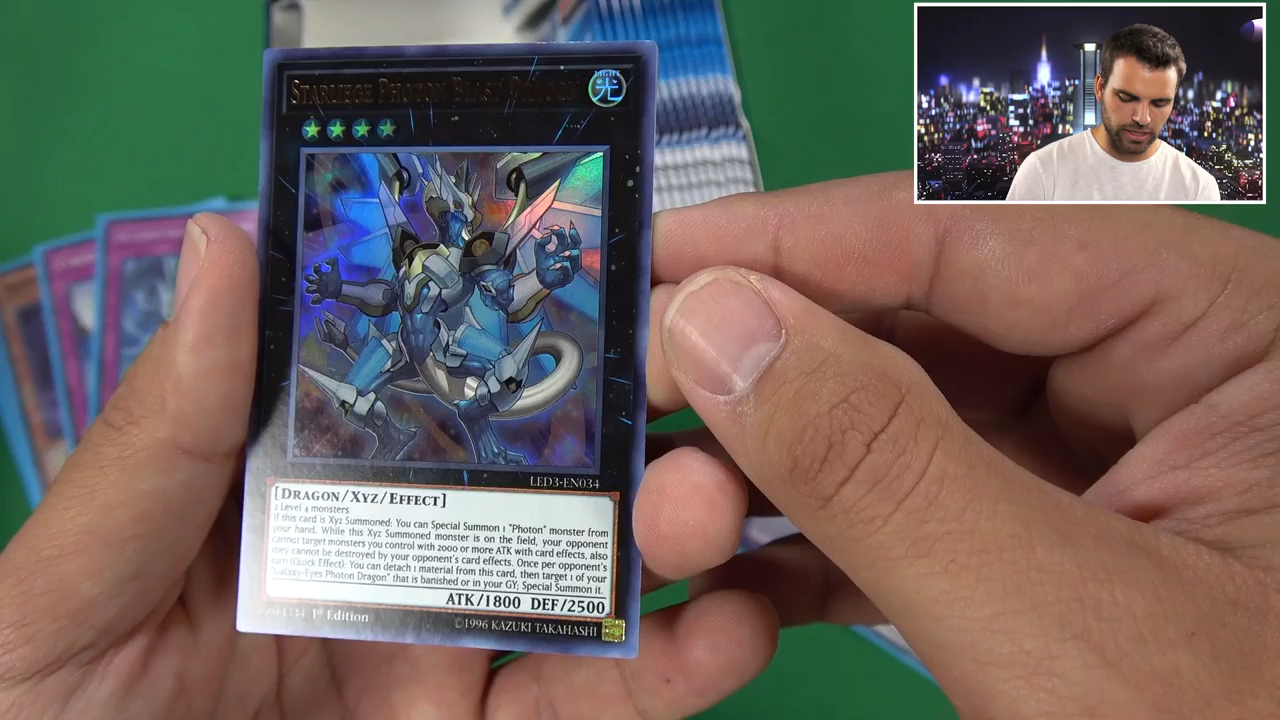 STARLIEGE PHOTON BLAST DRAGON
LIGHT
光
LED3-EN034
[DRAGON/XYZ/EFFECT]
2 Level 4 monsters
If this card is Xyz Summoned: You can Special Summon 1 "Photon" monster from
your hand. While this Xyz Summoned monster is on the field, your opponent
cannot target monsters you control with 2000 or more ATK with card effects, also
they cannot be destroyed by your opponent's card effects. Once per opponent's
turn (Quick Effect): You can detach 1 material from this card, then target 1 of your
"Galaxy-Eyes Photon Dragon" that is banished or in your GY; Special Summon it.
ATK/1800 DEF/2500
1st Edition
©1996 KAZUKI TAKAHASHI